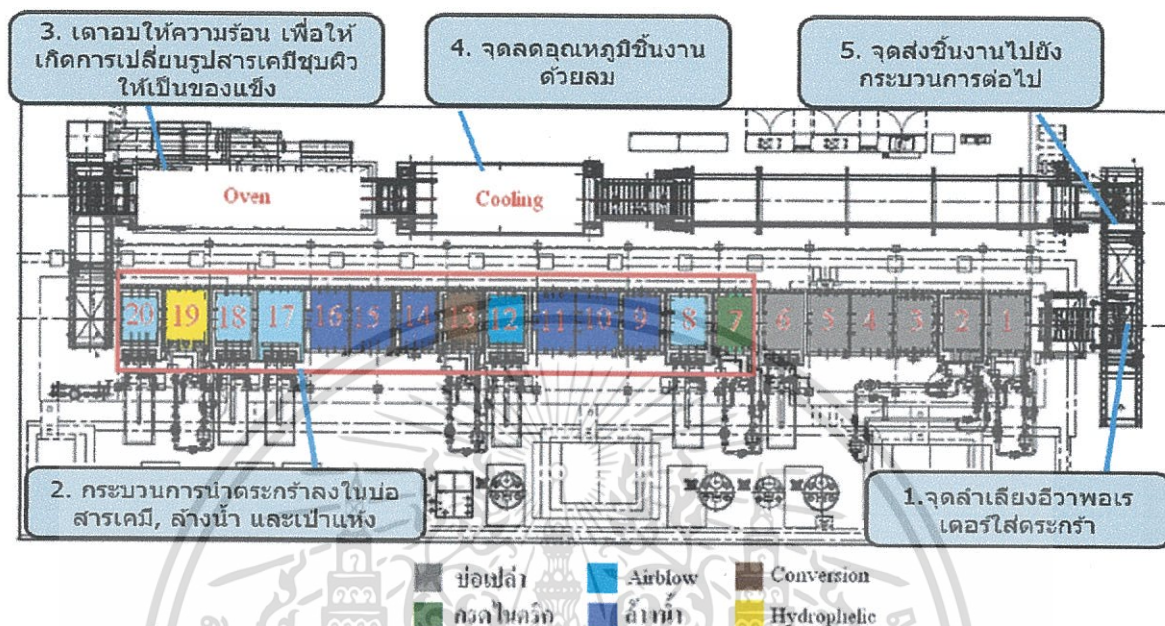 3. เตาอบให้ความร้อน เพื่อให้
เกิดการเปลี่ยนรูปสารเคมีชุบผิว
ให้เป็นของแข็ง
4. จุดลดอุณหภูมิชิ้นงาน
ด้วยลม
5. จุดส่งชิ้นงานไปยัง
กระบวนการต่อไป
Oven
Cooling
20 19 18 17 16 15 14 13 12 11 10 9 8 7 6 5 4 3 2 1
2. กระบวนการนำตระกร้าลงในบ่อ
สารเคมี, ล้างน้ำ และเป่าแห้ง
1.จุดลำเลียงอีวาพอเร
เตอร์ใส่ตระกร้า
บ่อเปล่า Airblow Conversion
กรดไนตริก ล้างน้ำ Hydrophelic